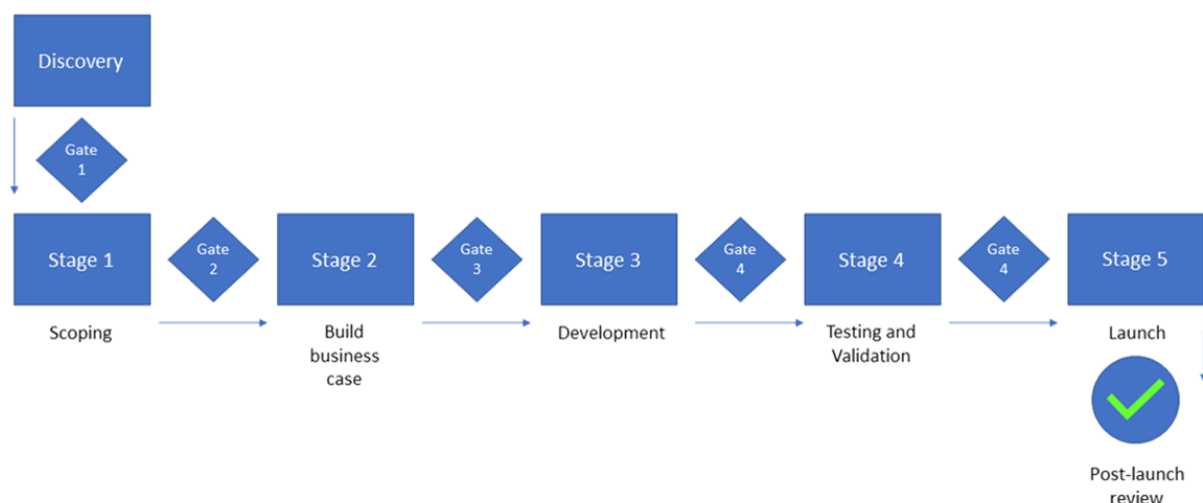 Discovery
Gate
1
Stage 1
Gate
2
Stage 2
Gate
3
Stage 3
Gate
4
Stage 4
Gate
4
Stage 5
Scoping
Build
business
case
Development
Testing and
Validation
Launch
Post-launch
review